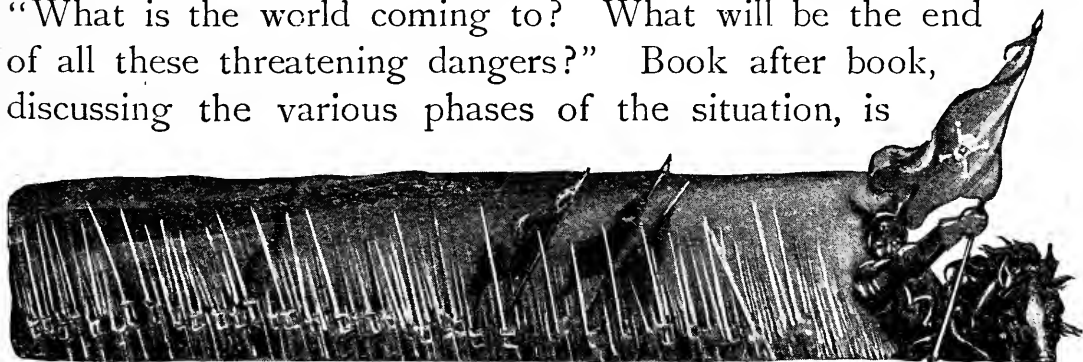 “What is the world coming to? What will be the end
of all these threatening dangers?” Book after book,
discussing the various phases of the situation, is